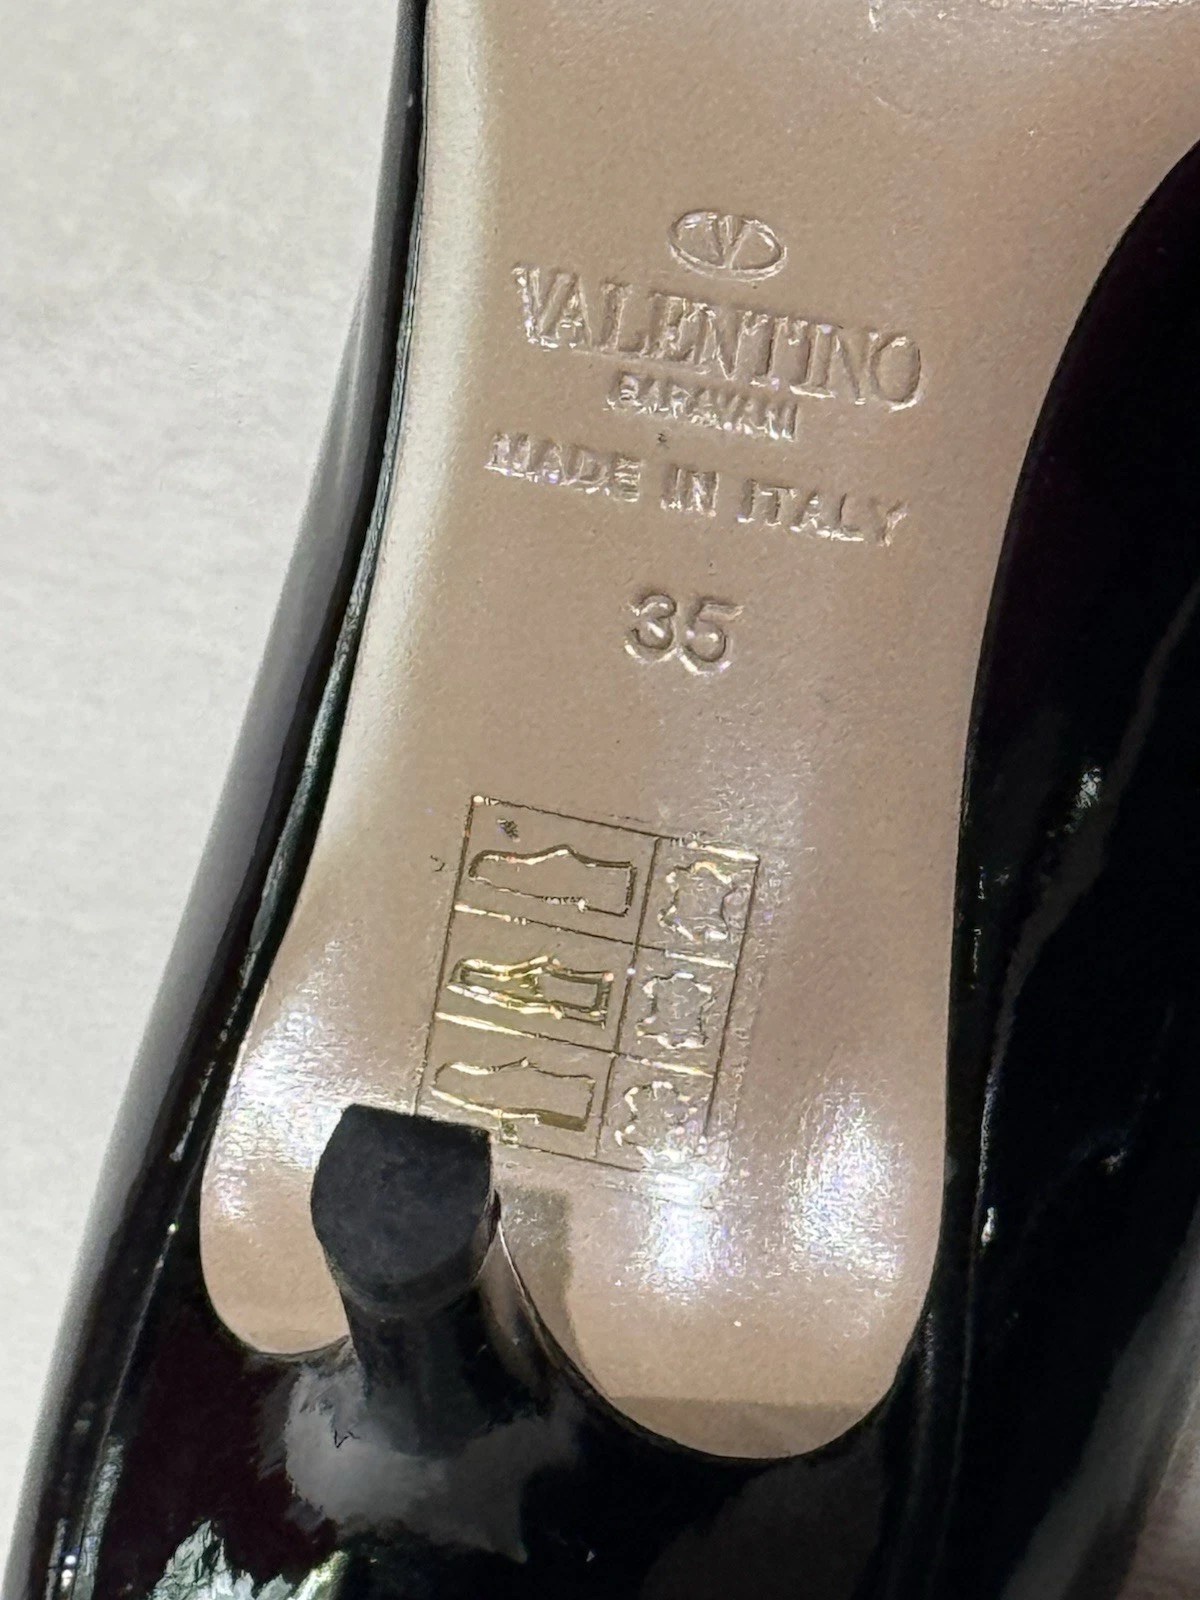 V
VALENTINO
GARAVANI
MADE IN ITALY
35